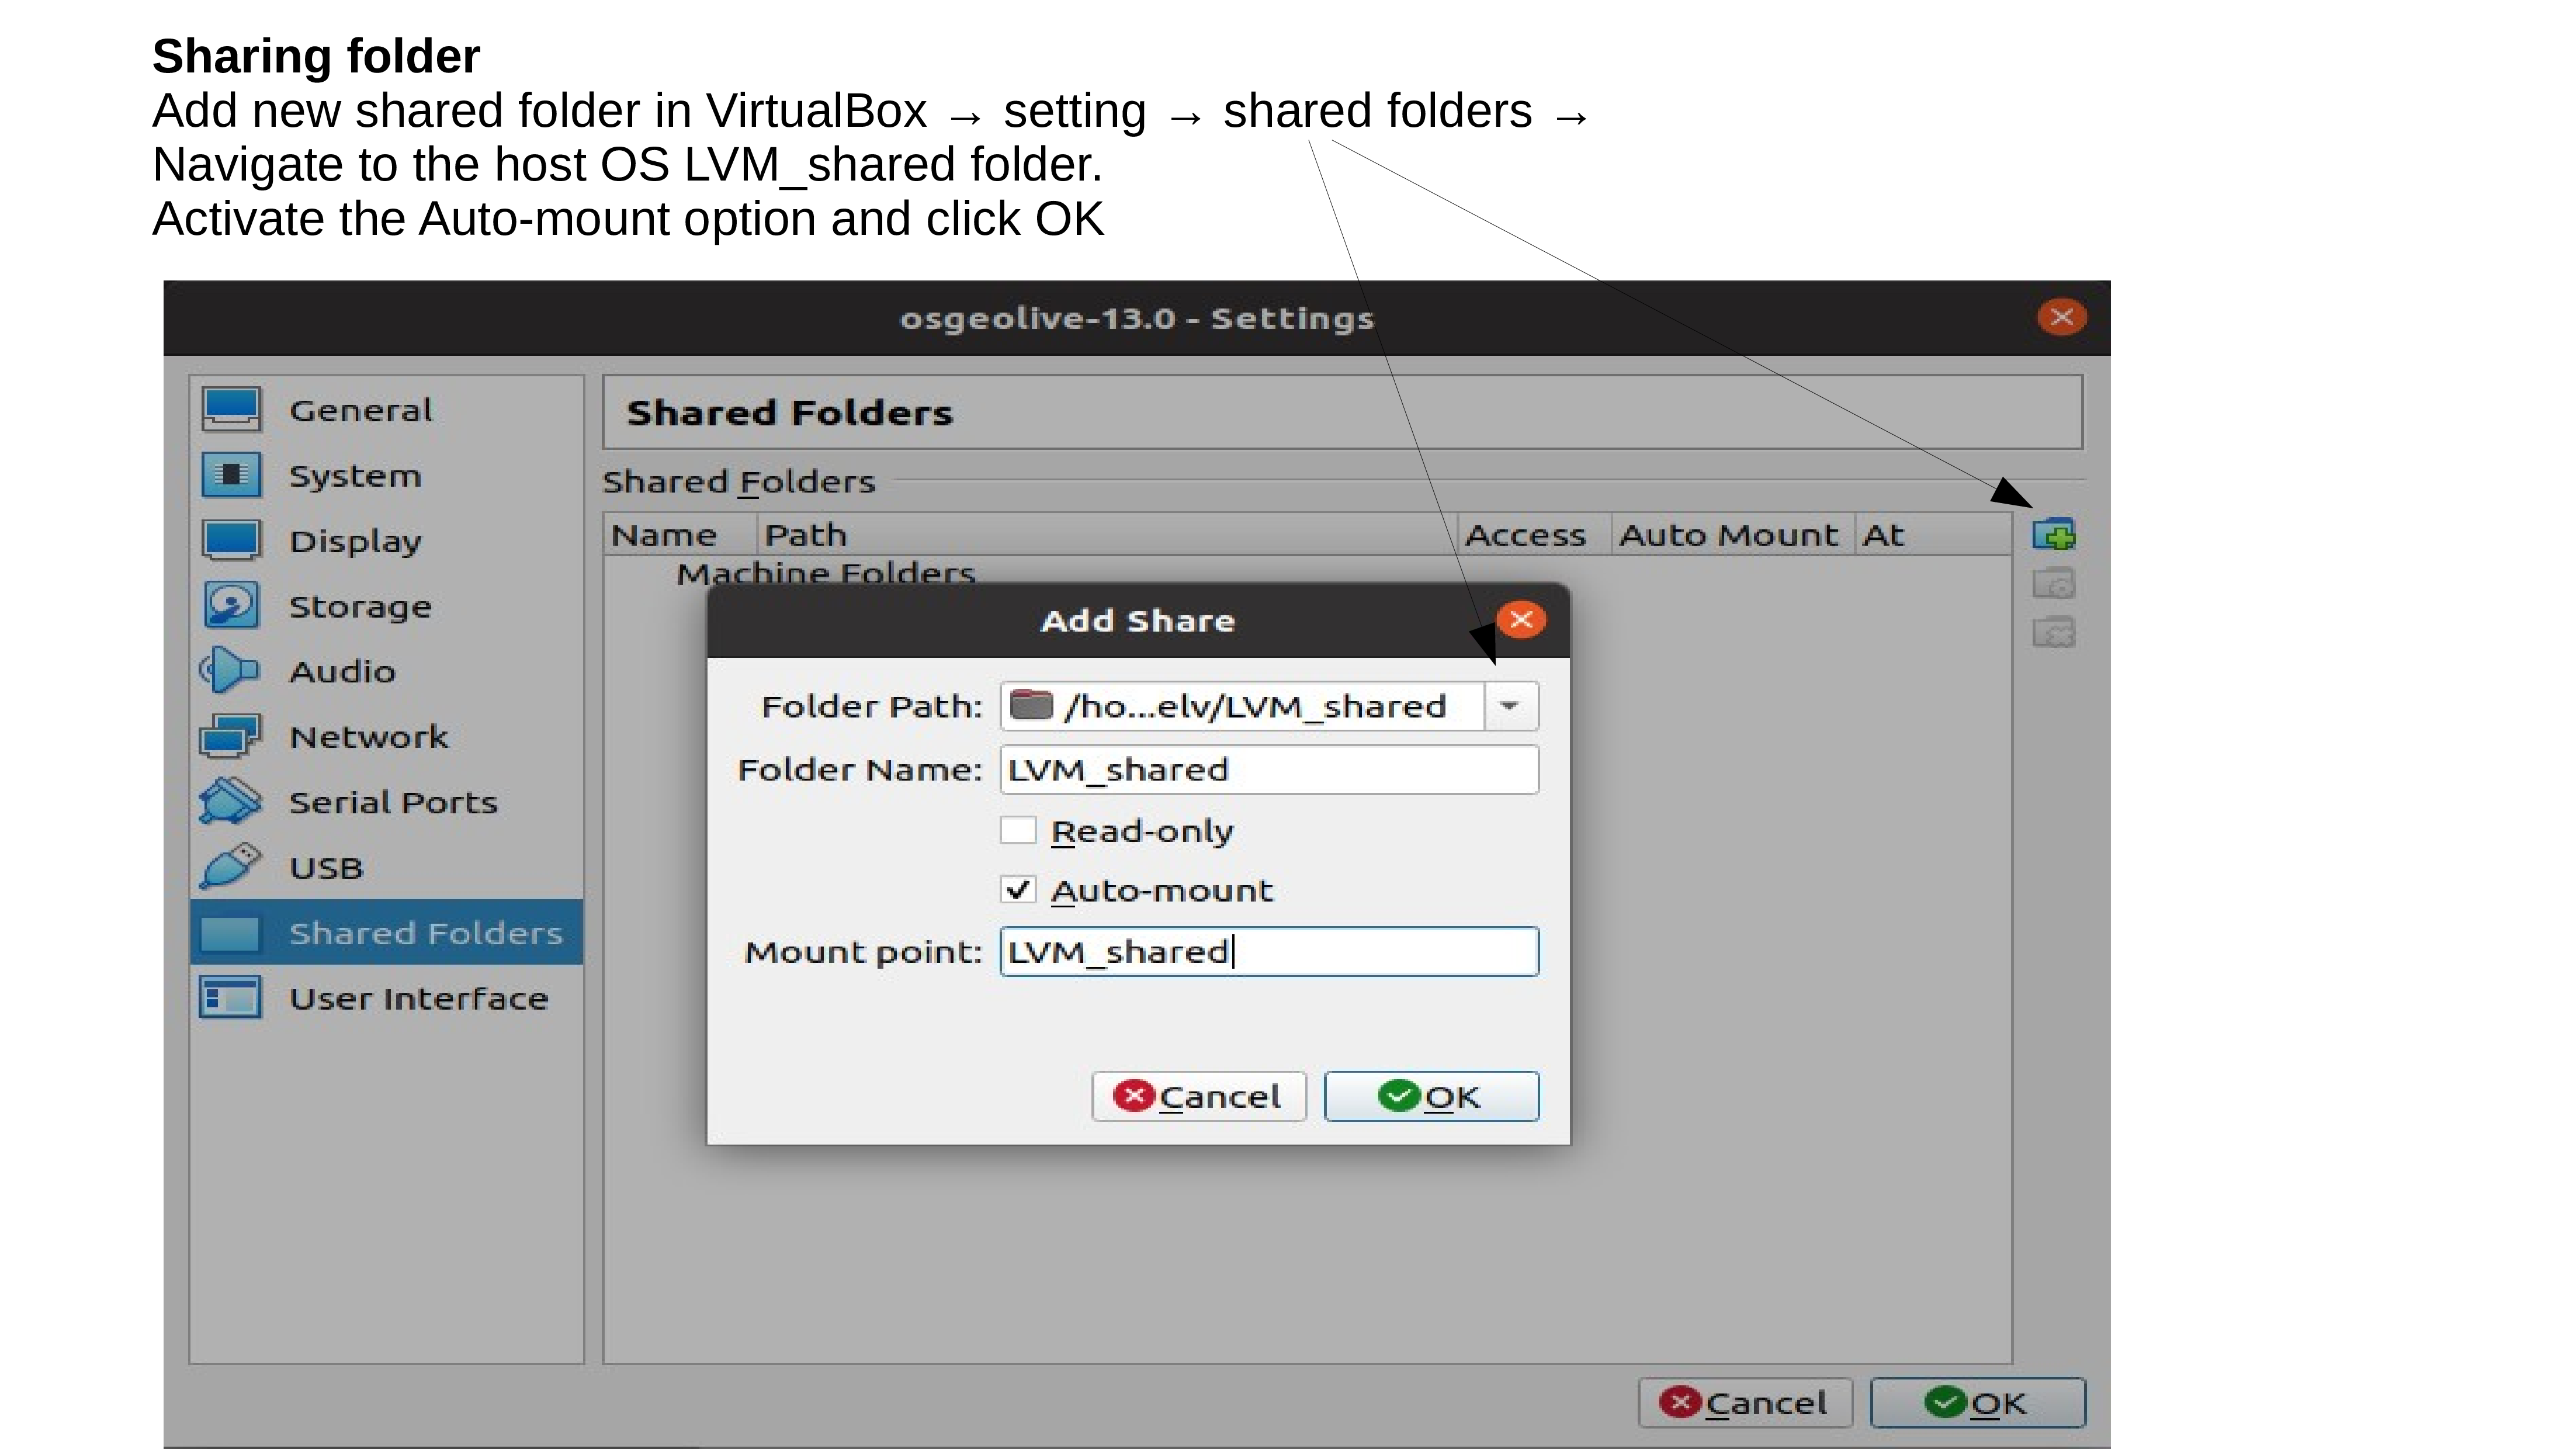 Sharing folder
Add new shared folder in VirtualBox → setting → shared folders →
Navigate to the host OS LVM_shared folder.
Activate the Auto-mount option and click OK
osgeolive-13.0 - Settings
General
System
Display
Storage
Audio
Network
Serial Ports
USB
Shared Folders
User Interface
Shared Folders
Shared Folders
Name Path Access Auto Mount At
Machine Folders
Add Share
Folder Path: /ho...elv/LVM_shared
Folder Name: LVM_shared
Read-only
Auto-mount
Mount point: LVM_shared
Cancel OK
Cancel OK